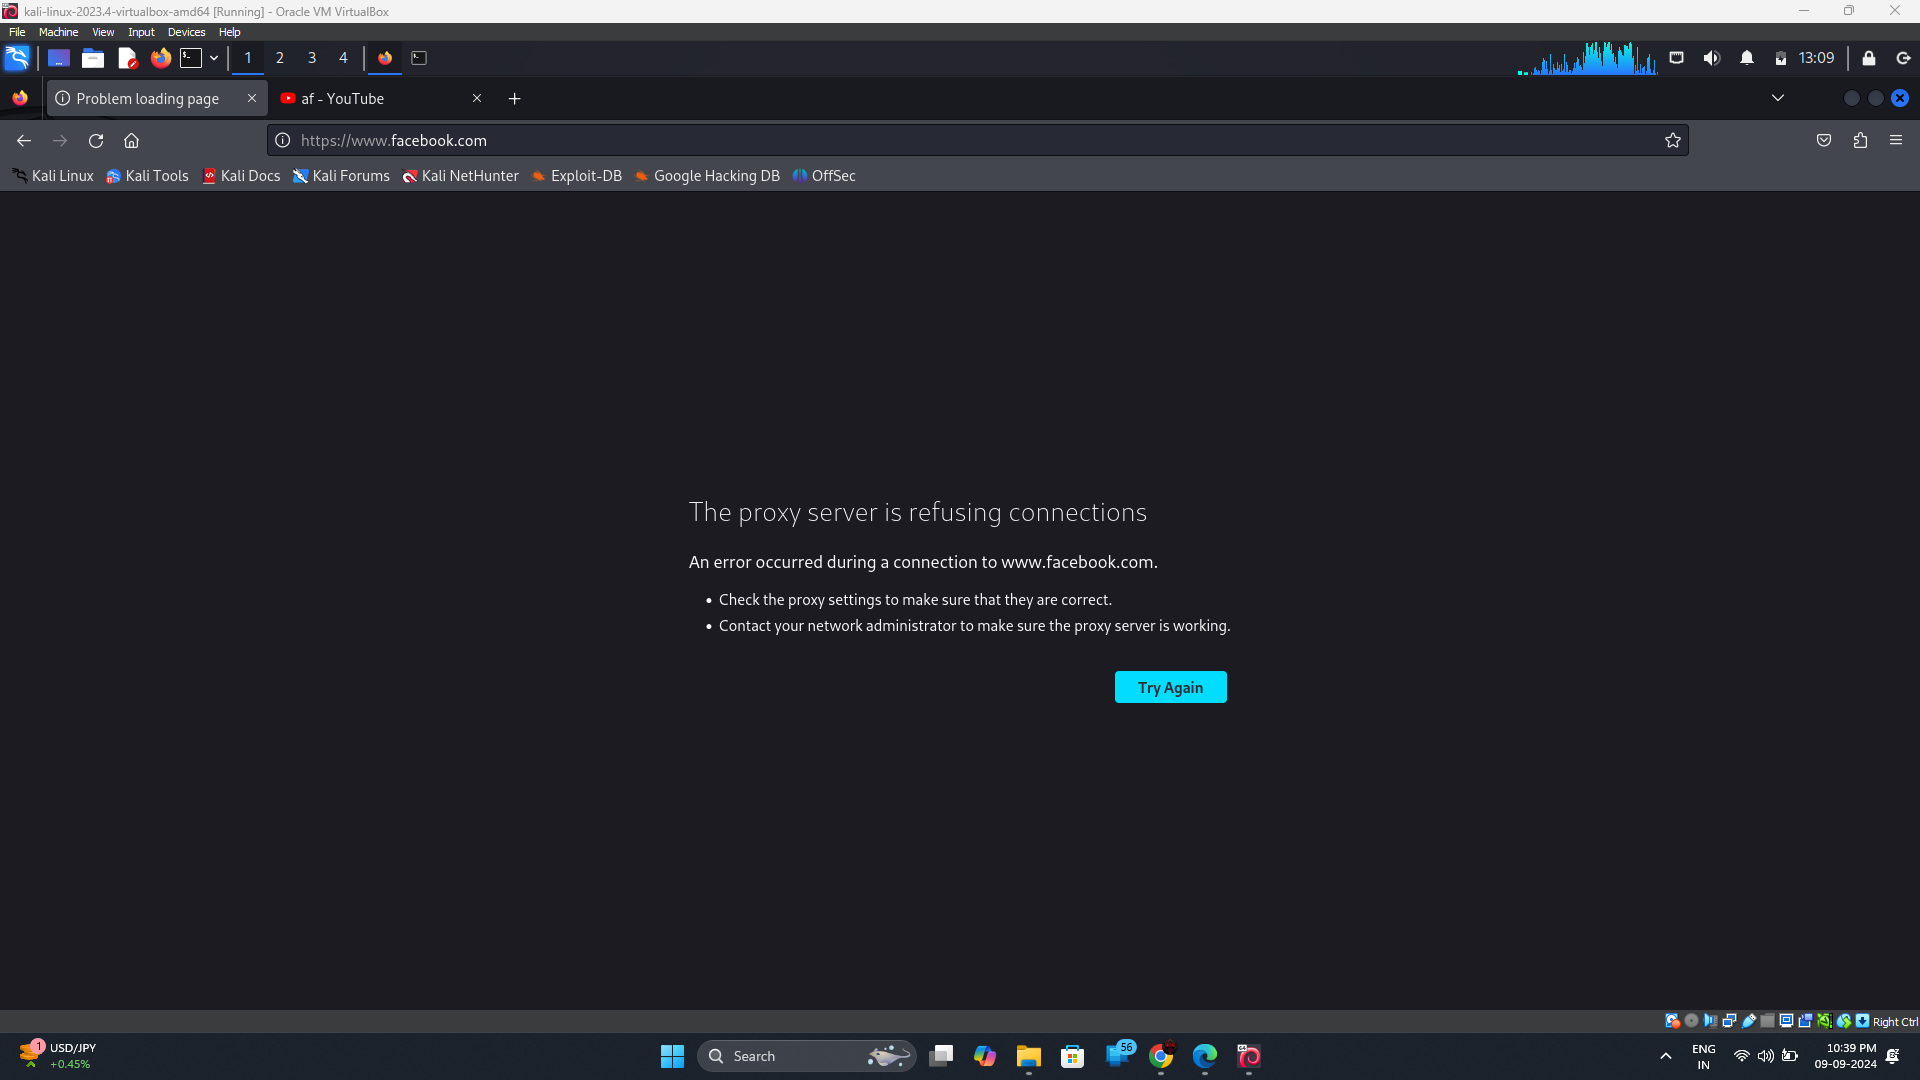 kali-linux-2023.4-virtualbox-amd64 [Running] - Oracle VM VirtualBox
File Machine View Input Devices Help
1 2 3 4
13:09
Problem loading page
af - YouTube
https://www.facebook.com
Kali Linux Kali Tools Kali Docs Kali Forums Kali NetHunter Exploit-DB Google Hacking DB OffSec
The proxy server is refusing connections
An error occurred during a connection to www.facebook.com.
• Check the proxy settings to make sure that they are correct.
• Contact your network administrator to make sure the proxy server is working.
Try Again
Right Ctrl
1
USD/JPY
+0.45%
Search
56
ENG
IN
10:39 PM
09-09-2024